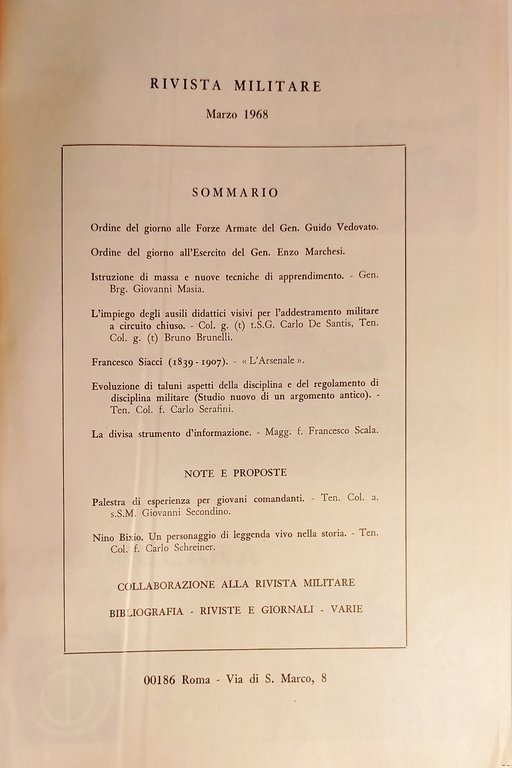 RIVISTA MILITARE
Marzo 1968
SOMMARIO
Ordine del giorno alle Forze Armate del Gen. Guido Vedovato.
Ordine del giorno all'Esercito del Gen. Enzo Marchesi.
Istruzione di massa e nuove tecniche di apprendimento. - Gen.
Brg. Giovanni Masia.
L'impiego degli ausili didattici visivi per l'addestramento militare
a circuito chiuso. - Col. g. (t) t.S.G. Carlo De Santis, Ten.
Col. g. (t) Bruno Brunelli.
Francesco Siacci (1839 - 1907). - « L'Arsenale ».
Evoluzione di taluni aspetti della disciplina e del regolamento di
disciplina militare (Studio nuovo di un argomento antico). -
Ten. Col. f. Carlo Serafini.
La divisa strumento d'informazione. - Magg. f. Francesco Scala.
NOTE E PROPOSTE
Palestra di esperienza per giovani comandanti. - Ten. Col. a.
s.S.M. Giovanni Secondino.
Nino Bixio. Un personaggio di leggenda vivo nella storia. - Ten.
Col. f. Carlo Schreiner.
COLLABORAZIONE ALLA RIVISTA MILITARE
BIBLIOGRAFIA - RIVISTE E GIORNALI - VARIE
00186 Roma - Via di S. Marco, 8